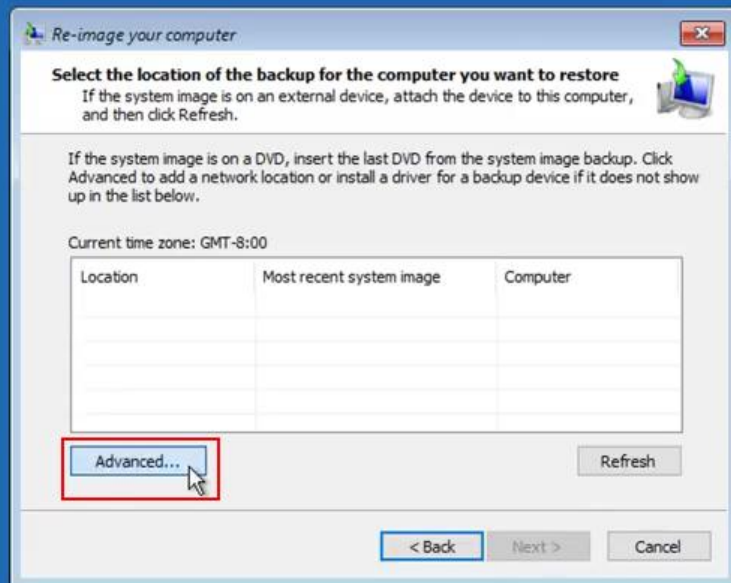 Re-image your computer
Select the location of the backup for the computer you want to restore
If the system image is on an external device, attach the device to this computer,
and then click Refresh.
If the system image is on a DVD, insert the last DVD from the system image backup. Click
Advanced to add a network location or install a driver for a backup device if it does not show
up in the list below.
Current time zone: GMT-8:00
Location Most recent system image Computer
Advanced... Refresh
< Back Next > Cancel